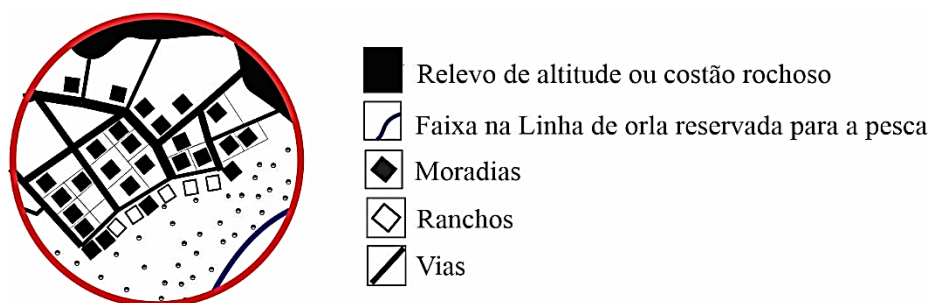 Relevo de altitude ou costão rochoso
Faixa na Linha de orla reservada para a pesca
Moradias
Ranchos
Vias